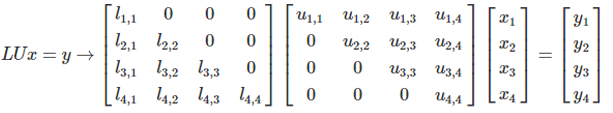 LUx = y → [l1,1 0 0 0; l2,1 l2,2 0 0; l3,1 l3,2 l3,3 0; l4,1 l4,2 l4,3 l4,4] [u1,1 u1,2 u1,3 u1,4; 0 u2,2 u2,3 u2,4; 0 0 u3,3 u3,4; 0 0 0 u4,4] [x1; x2; x3; x4] = [y1; y2; y3; y4]